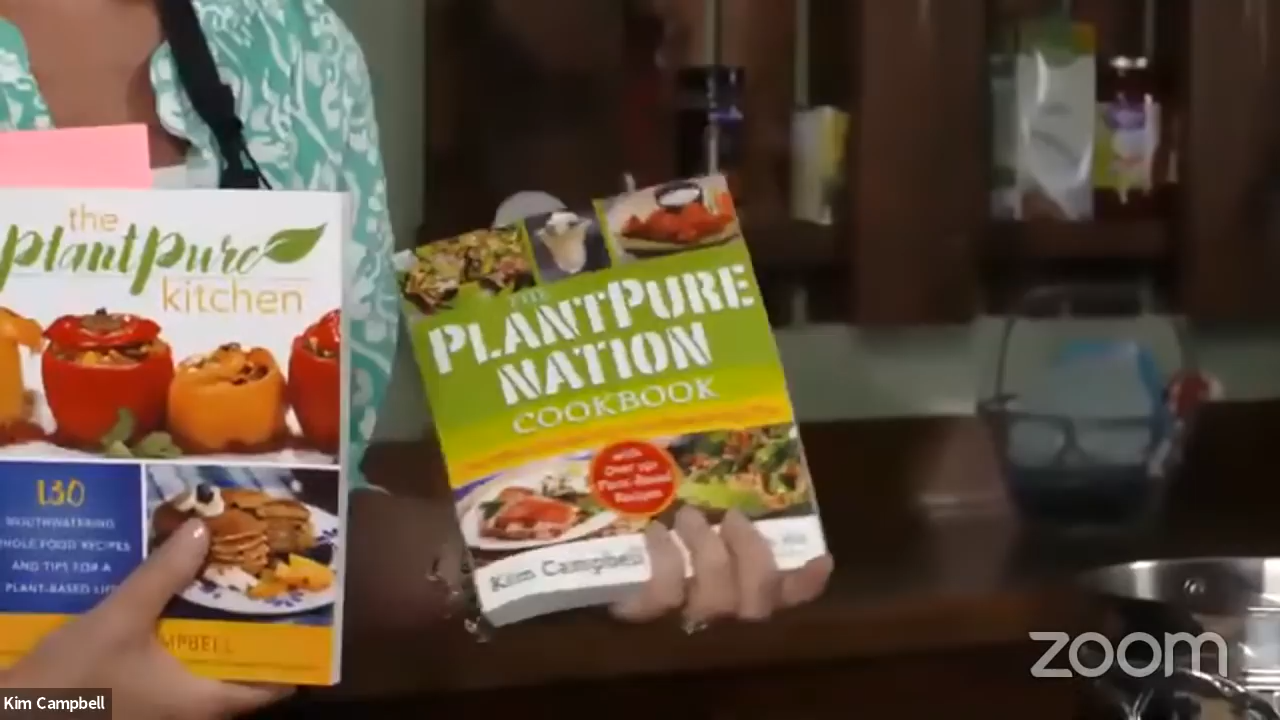 the
PlantPure
kitchen
130
MOUTHWATERING
WHOLE FOOD RECIPES
AND TIPS FOR A
PLANT-BASED
MPBELL
THE
PLANTPURE
NATION
COOKBOOK
with
Over 150
Plant-Based
Recipes
Kim Campbell
zoom
Kim Campbell